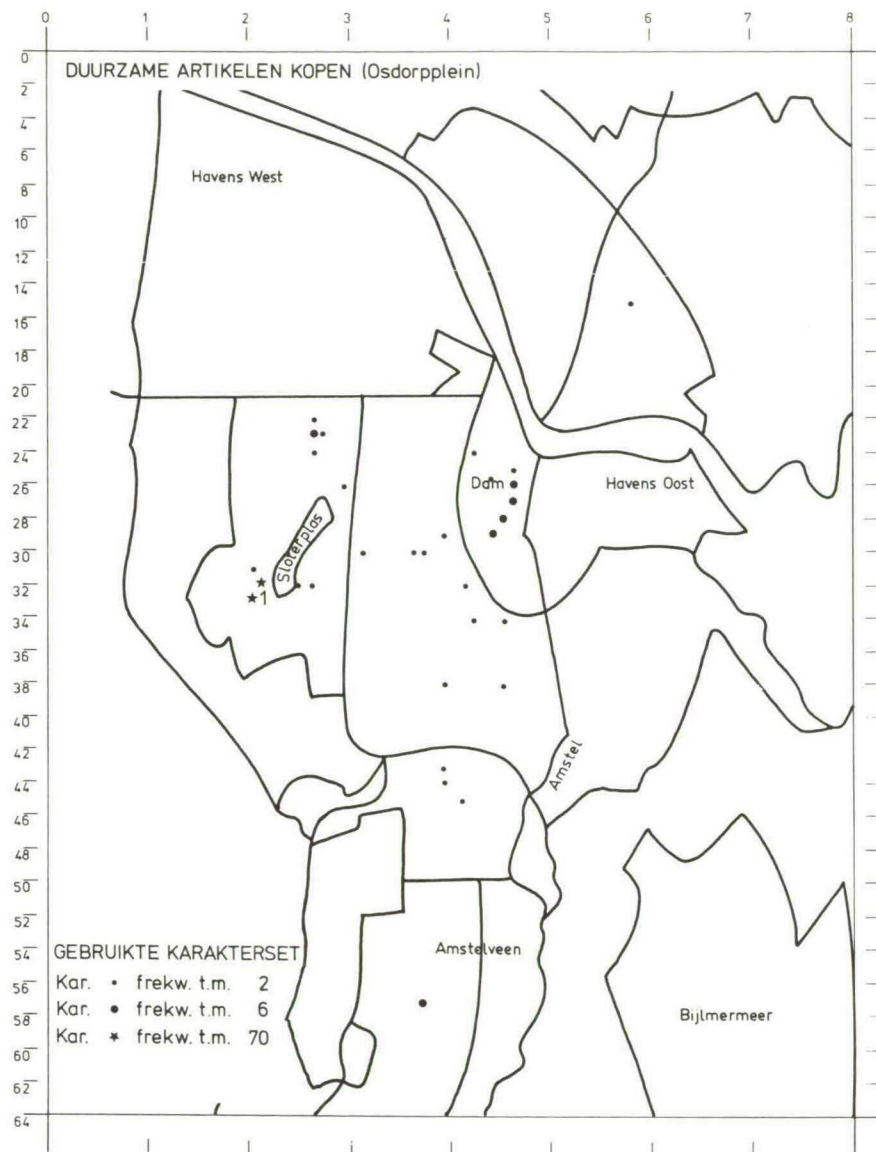 0 1 2 3 4 5 6 7 8
0
DUURZAME ARTIKELEN KOPEN (Osdorpplein)
2
4
6
Havens West
8
10
12
14
16
18
20
22
24
26
Dam
Havens Oost
28
Sloterplas
30
32
1
34
36
38
40
42
Amstel
44
46
48
50
52
54
GEBRUIKTE KARAKTERSET
Amstelveen
Kar. • frekw. t.m. 2
56
Kar. ● frekw. t.m. 6
58
Bijlmermeer
Kar. ★ frekw. t.m. 70
60
62
64